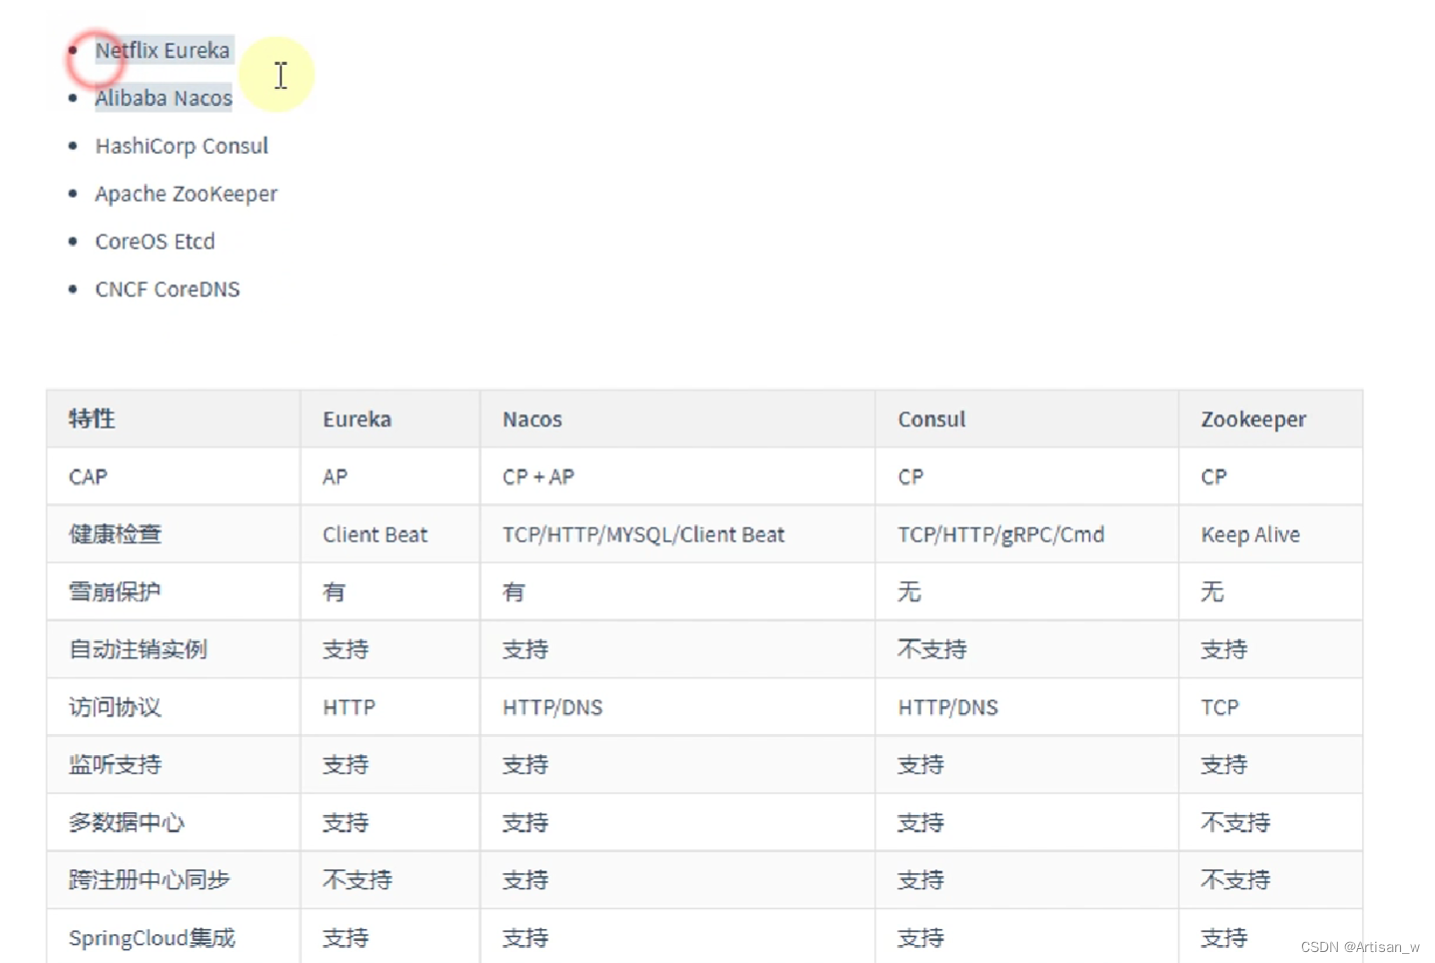 Netflix Eureka
Alibaba Nacos
HashiCorp Consul
Apache ZooKeeper
CoreOS Etcd
CNCF CoreDNS
特性 Eureka Nacos Consul Zookeeper
CAP AP CP + AP CP CP
健康检查 Client Beat TCP/HTTP/MYSQL/Client Beat TCP/HTTP/gRPC/Cmd Keep Alive
雪崩保护 有 有 无 无
自动注销实例 支持 支持 不支持 支持
访问协议 HTTP HTTP/DNS HTTP/DNS TCP
监听支持 支持 支持 支持 支持
多数据中心 支持 支持 支持 不支持
跨注册中心同步 不支持 支持 支持 不支持
SpringCloud集成 支持 支持 支持 支持
CSDN @Artisan_w